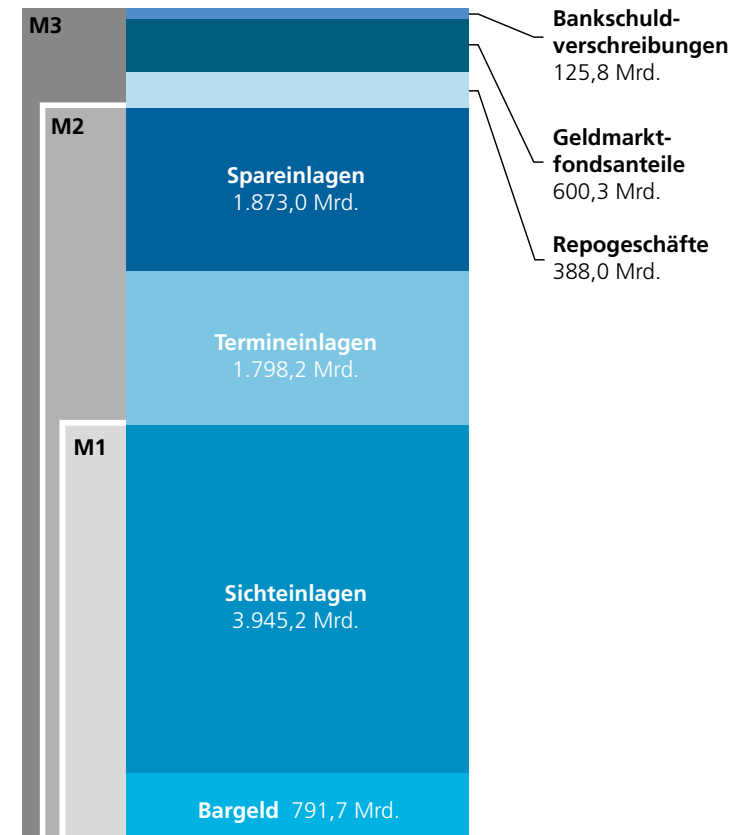 M3
Bankschuld-
verschreibungen
125,8 Mrd.
M2
Geldmarkt-
fondsanteile
600,3 Mrd.
Spareinlagen
1.873,0 Mrd.
Repogeschäfte
388,0 Mrd.
Termineinlagen
1.798,2 Mrd.
M1
Sichteinlagen
3.945,2 Mrd.
Bargeld 791,7 Mrd.